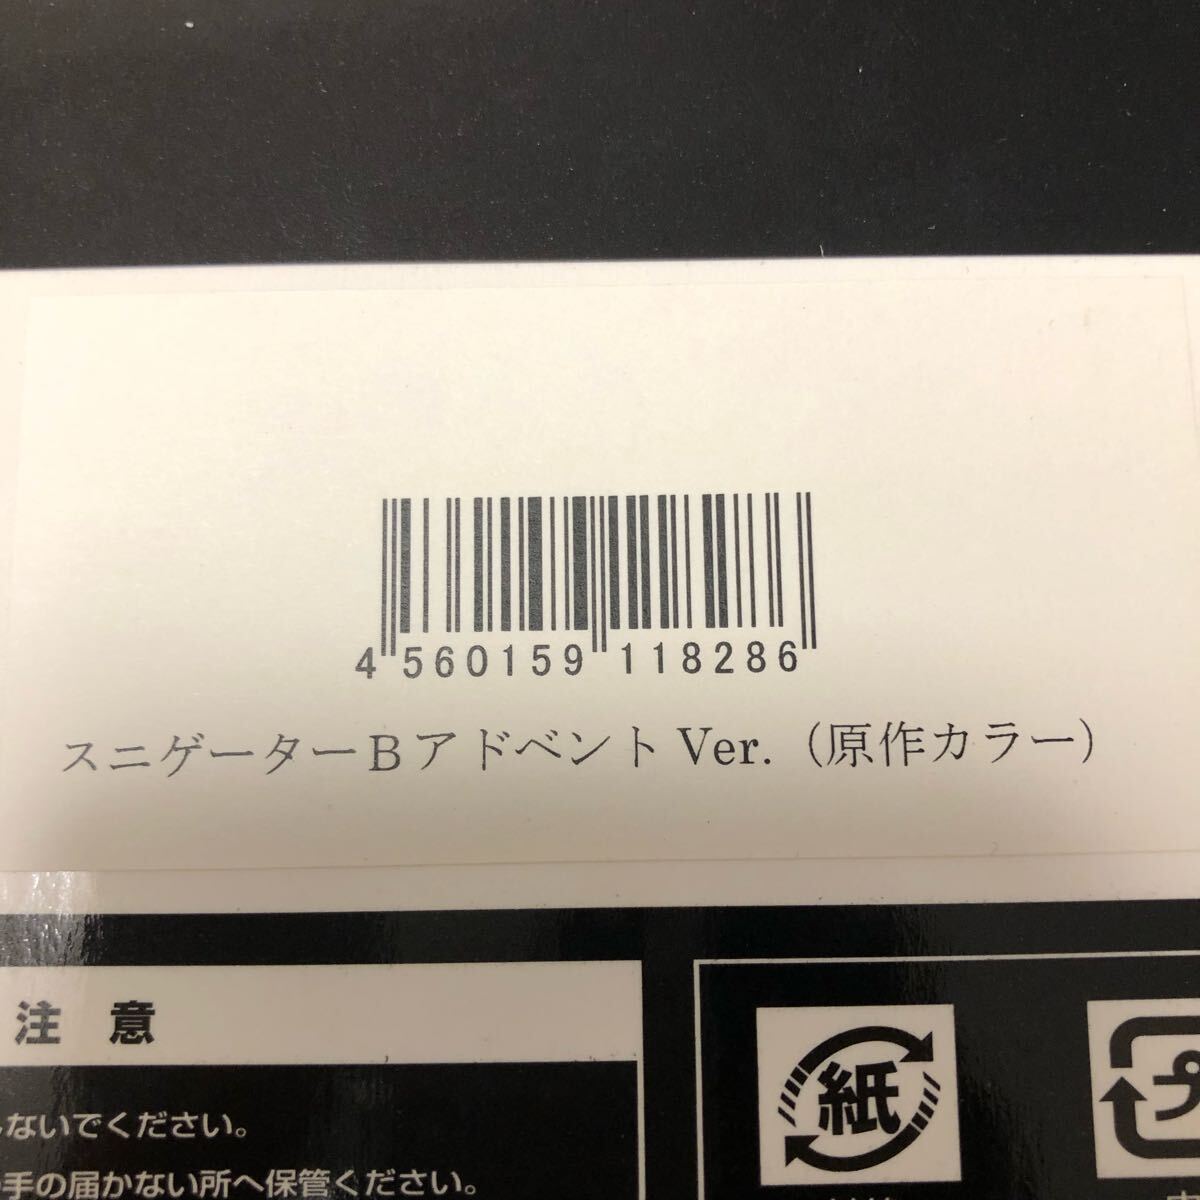 4 560159 118286
スニゲーターBアドベントVer.（原作カラー）
注 意
しないでください。
手の届かない所へ保管ください。
紙
プ